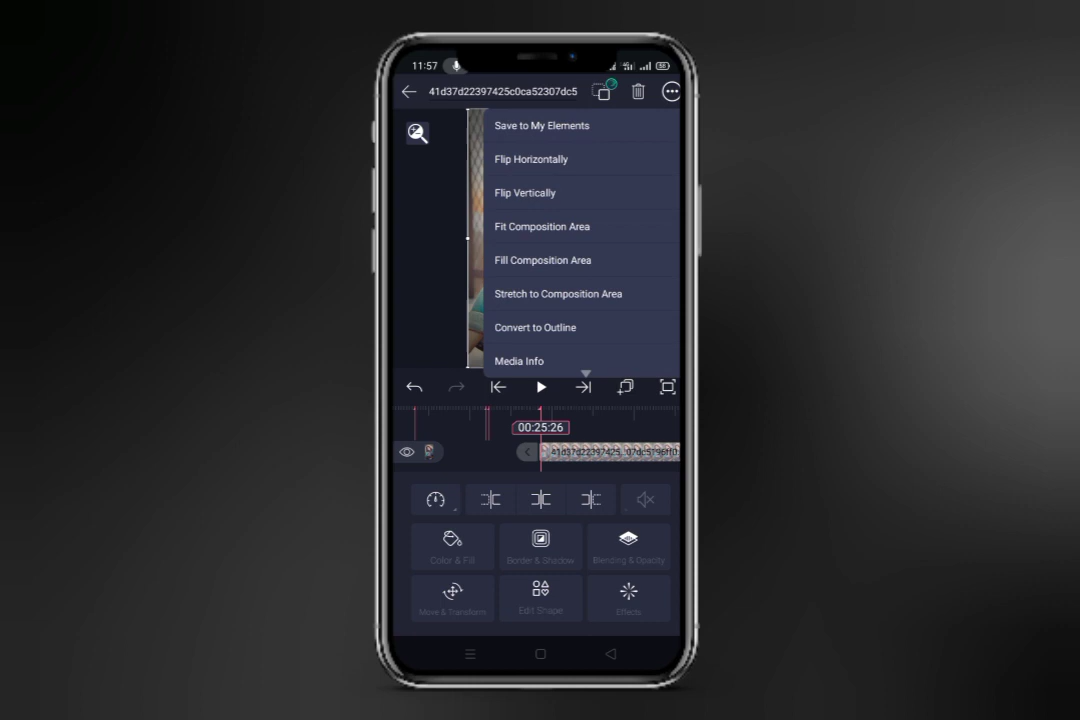 11:57
41d37d22397425c0ca52307dc5
Save to My Elements
Flip Horizontally
Flip Vertically
Fit Composition Area
Fill Composition Area
Stretch to Composition Area
Convert to Outline
Media Info
00:25:26
Color & Fill
Border & Shadow
Blending & Opacity
Move & Transform
Edit Shape
Effects